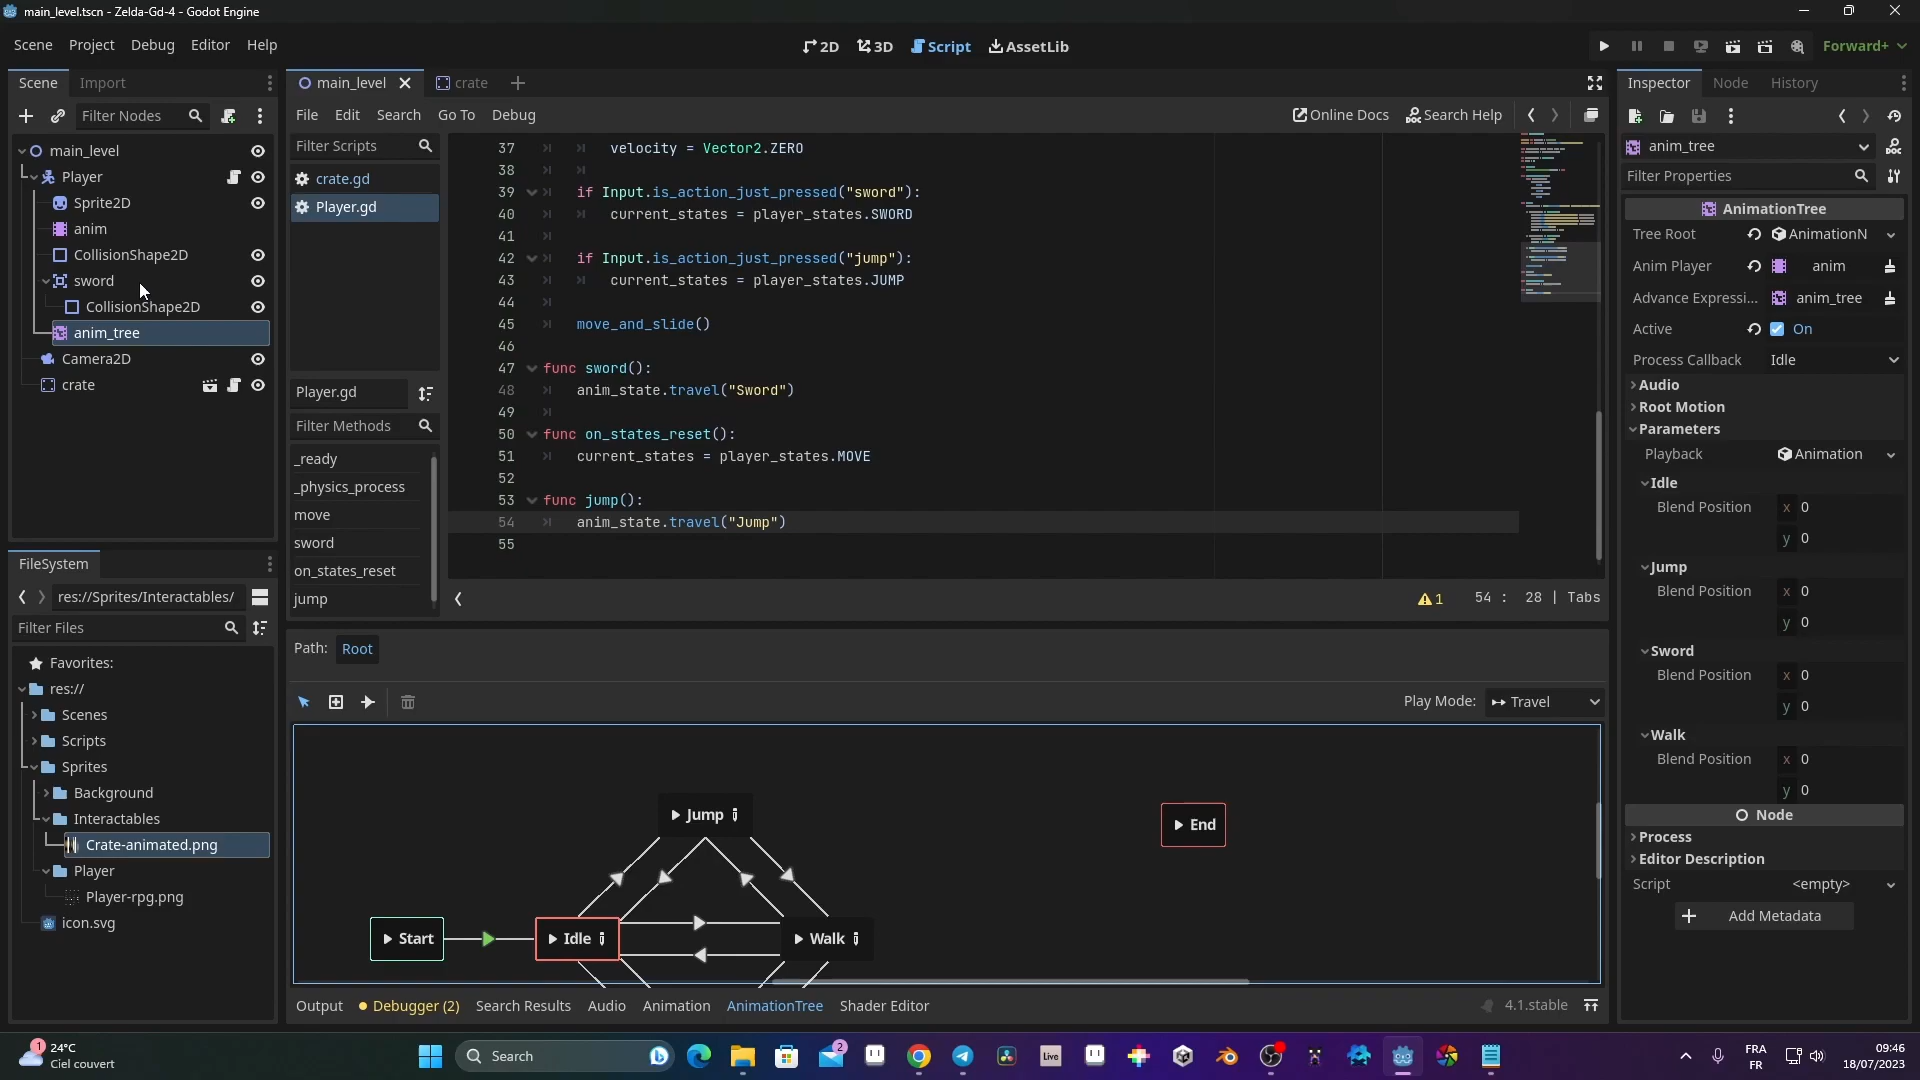 main_level.tscn - Zelda-Gd-4 - Godot Engine
Scene Project Debug Editor Help
2D 3D Script AssetLib
Forward+
Scene Import
Filter Nodes
main_level
Player
Sprite2D
anim
CollisionShape2D
sword
CollisionShape2D
anim_tree
Camera2D
crate
FileSystem
res://Sprites/Interactables/
Filter Files
Favorites:
res://
Scenes
Scripts
Sprites
Background
Interactables
Crate-animated.png
Player
Player-rpg.png
icon.svg
main_level crate
File Edit Search Go To Debug
Online Docs Search Help
Filter Scripts
crate.gd
Player.gd
Player.gd
Filter Methods
_ready
_physics_process
move
sword
on_states_reset
jump
37 velocity = Vector2.ZERO
38
39 if Input.is_action_just_pressed("sword"):
40 current_states = player_states.SWORD
41
42 if Input.is_action_just_pressed("jump"):
43 current_states = player_states.JUMP
44
45 move_and_slide()
46
47 func sword():
48 anim_state.travel("Sword")
49
50 func on_states_reset():
51 current_states = player_states.MOVE
52
53 func jump():
54 anim_state.travel("Jump")
55
1 54 : 28 | Tabs
Path: Root
Play Mode: Travel
Jump
End
Start
Idle
Walk
Output Debugger (2) Search Results Audio Animation AnimationTree Shader Editor
4.1.stable
Inspector Node History
anim_tree
Filter Properties
AnimationTree
Tree Root AnimationN
Anim Player anim
Advance Expressi... anim_tree
Active On
Process Callback Idle
Audio
Root Motion
Parameters
Playback Animation
Idle
Blend Position x 0
y 0
Jump
Blend Position x 0
y 0
Sword
Blend Position x 0
y 0
Walk
Blend Position x 0
y 0
Node
Process
Editor Description
Script <empty>
Add Metadata
1
24°C
Ciel couvert
Search
2
Live
FRA
FR
09:46
18/07/2023